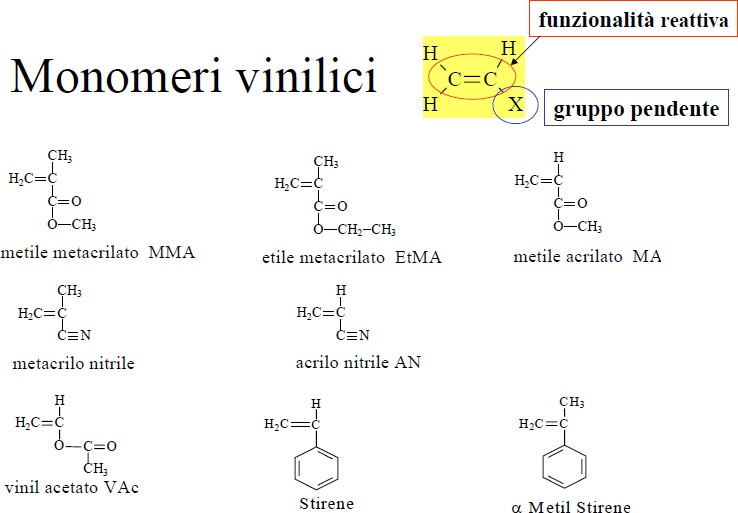 funzionalità reattiva
Monomeri vinilici
H H
C=C
H X
gruppo pendente
CH₃
H₂C=C
C=O
O—CH₃
metile metacrilato MMA
CH₃
H₂C=C
C=O
O—CH₂—CH₃
etile metacrilato EtMA
H
H₂C=C
C=O
O—CH₃
metile acrilato MA
CH₃
H₂C=C
C≡N
metacrilo nitrile
H
H₂C=C
C≡N
acrilo nitrile AN
H
H₂C=C
O—C=O
CH₃
vinil acetato VAc
H
H₂C=C
Stirene
CH₃
H₂C=C
α Metil Stirene